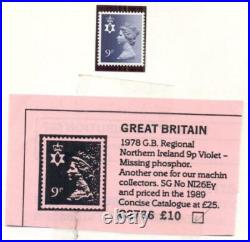 9P
9P
GREAT BRITAIN
1978 G.B. Regional
Northern Ireland 9p Violet –
Missing phosphor.
Another one for our machin
collectors. SG No NI26Ey
and priced in the 1989
Concise Catalogue at £25.
£10